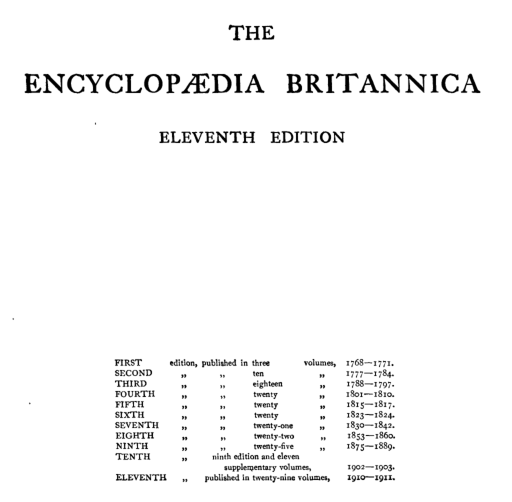 THE
ENCYCLOPÆDIA BRITANNICA
ELEVENTH EDITION
FIRST edition, published in three volumes, 1768—1771.
SECOND „ „ ten „ 1777—1784.
THIRD „ „ eighteen „ 1788—1797.
FOURTH „ „ twenty „ 1801—1810.
FIFTH „ „ twenty „ 1815—1817.
SIXTH „ „ twenty „ 1823—1824.
SEVENTH „ „ twenty-one „ 1830—1842.
EIGHTH „ „ twenty-two „ 1853—1860.
NINTH „ „ twenty-five „ 1875—1889.
TENTH „ ninth edition and eleven
supplementary volumes, 1902—1903.
ELEVENTH „ published in twenty-nine volumes, 1910—1911.